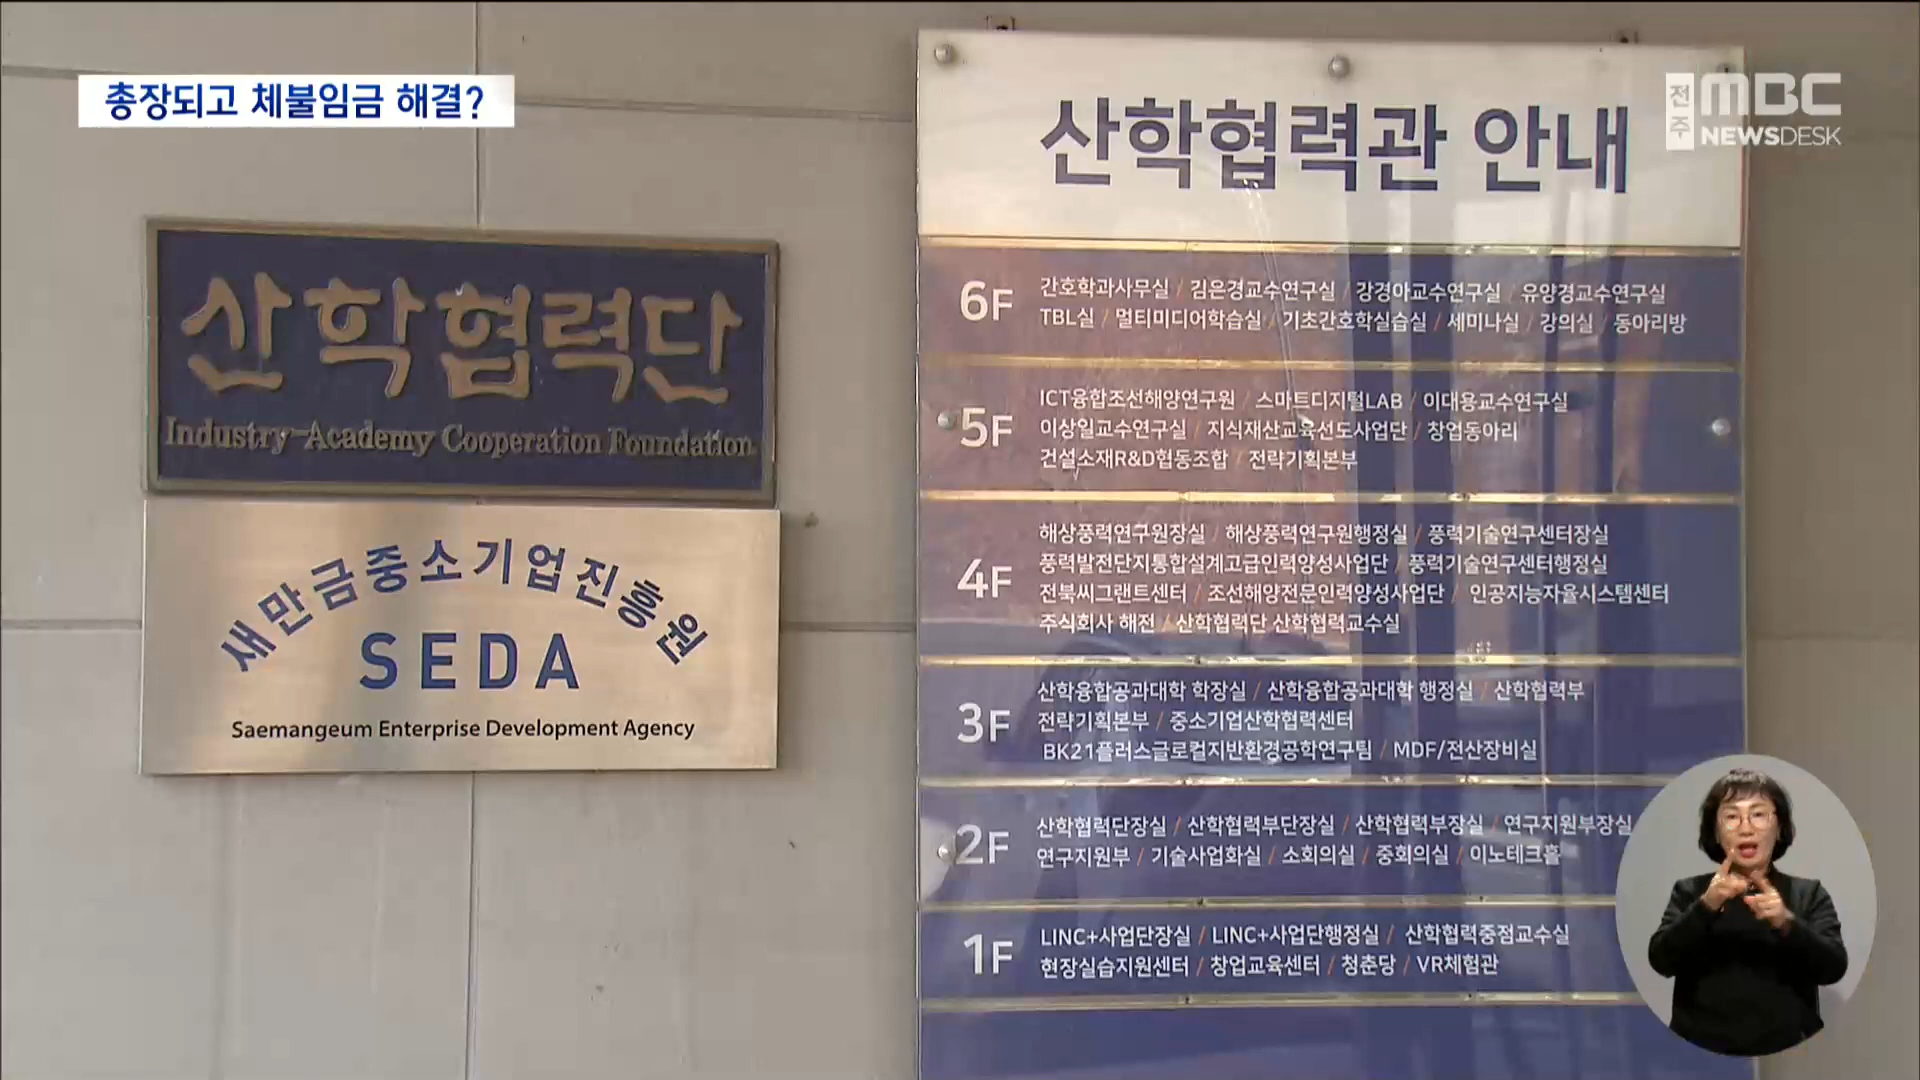 총장되고 체불임금 해결?
전주 MBC
NEWSDESK
산학협력단
Industry-Academy Cooperation Foundation
새만금중소기업진흥원
SEDA
Saemangeum Enterprise Development Agency
산학협력관 안내
6F
간호학과사무실 / 김은경교수연구실 / 강경아교수연구실 / 유양경교수연구실
TBL실 / 멀티미디어학습실 / 기초간호학실습실 / 세미나실 / 강의실 / 동아리방
5F
ICT융합조선해양연구원 / 스마트디지털LAB / 이대용교수연구실
이상일교수연구실 / 지식재산교육선도사업단 / 창업동아리
건설소재R&D협동조합 / 전략기획본부
4F
해상풍력연구원장실 / 해상풍력연구원행정실 / 풍력기술연구센터장실
풍력발전단지통합설계고급인력양성사업단 / 풍력기술연구센터행정실
전북씨그랜트센터 / 조선해양전문인력양성사업단 / 인공지능자율시스템센터
주식회사 해전 / 산학협력단 산학협력교수실
3F
산학융합공과대학 학장실 / 산학융합공과대학 행정실 / 산학협력부
전략기획본부 / 중소기업산학협력센터
BK21플러스글로컬지반환경공학연구팀 / MDF/전산장비실
2F
산학협력단장실 / 산학협력부단장실 / 산학협력부장실 / 연구지원부장실
연구지원부 / 기술사업화실 / 소회의실 / 중회의실 / 이노테크홀
1F
LINC+사업단장실 / LINC+사업단행정실 / 산학협력중점교수실
현장실습지원센터 / 창업교육센터 / 청춘당 / VR체험관